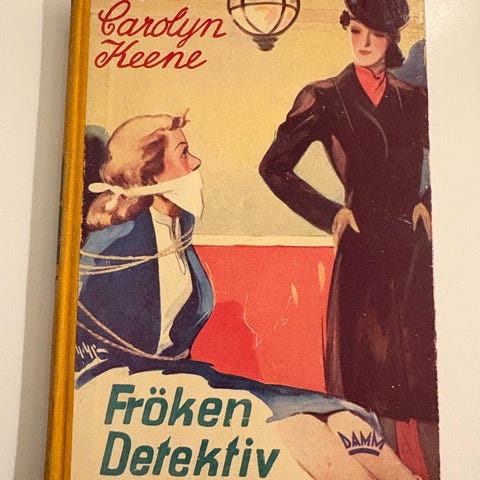 Carolyn
Keene
Fröken
Detektiv
DAMM